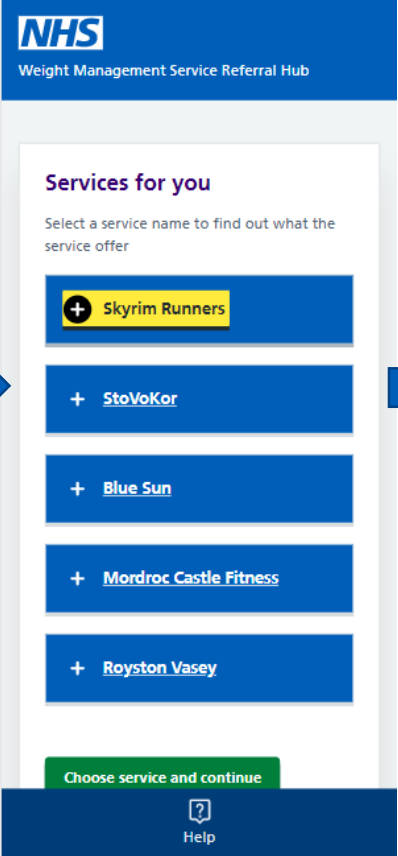 NHS
Weight Management Service Referral Hub
Services for you
Select a service name to find out what the
service offer
+ Skyrim Runners
+ StoVoKor
+ Blue Sun
+ Mordroc Castle Fitness
+ Royston Vasey
Choose service and continue
?
Help